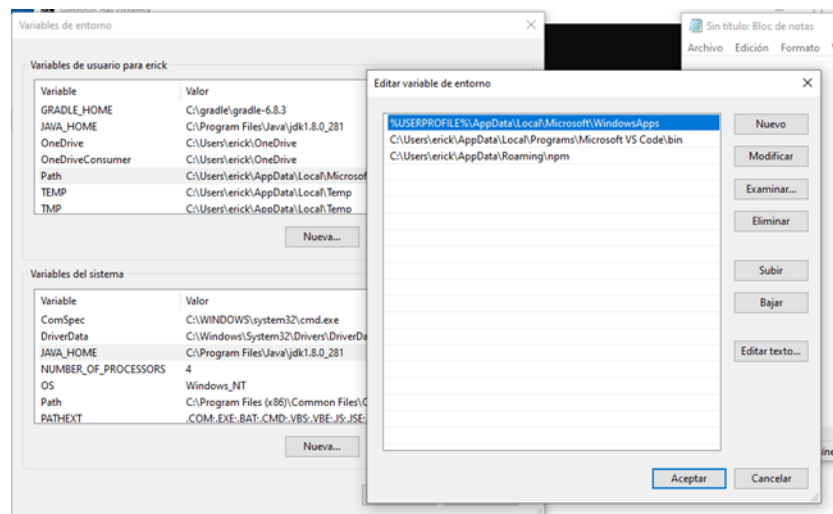 Símbolo del sistema
Variables de entorno
Sin título: Bloc de notas
Archivo Edición Formato
Variables de usuario para erick
Variable Valor
GRADLE_HOME C:\gradle\gradle-6.8.3
JAVA_HOME C:\Program Files\Java\jdk1.8.0_281
OneDrive C:\Users\erick\OneDrive
OneDriveConsumer C:\Users\erick\OneDrive
Path C:\Users\erick\AppData\Local\Microsof
TEMP C:\Users\erick\AppData\Local\Temp
TMP C:\Users\erick\AppData\Local\Temp
Nueva...
Variables del sistema
Variable Valor
ComSpec C:\WINDOWS\system32\cmd.exe
DriverData C:\Windows\System32\Drivers\DriverDa
JAVA_HOME C:\Program Files\Java\jdk1.8.0_281
NUMBER_OF_PROCESSORS 4
OS Windows_NT
Path C:\Program Files (x86)\Common Files\O
PATHEXT .COM;.EXE;.BAT;.CMD;.VBS;.VBE;.JS;.JSE;
Nueva...
Editar variable de entorno
%USERPROFILE%\AppData\Local\Microsoft\WindowsApps
C:\Users\erick\AppData\Local\Programs\Microsoft VS Code\bin
C:\Users\erick\AppData\Roaming\npm
Nuevo
Modificar
Examinar...
Eliminar
Subir
Bajar
Editar texto...
Aceptar Cancelar